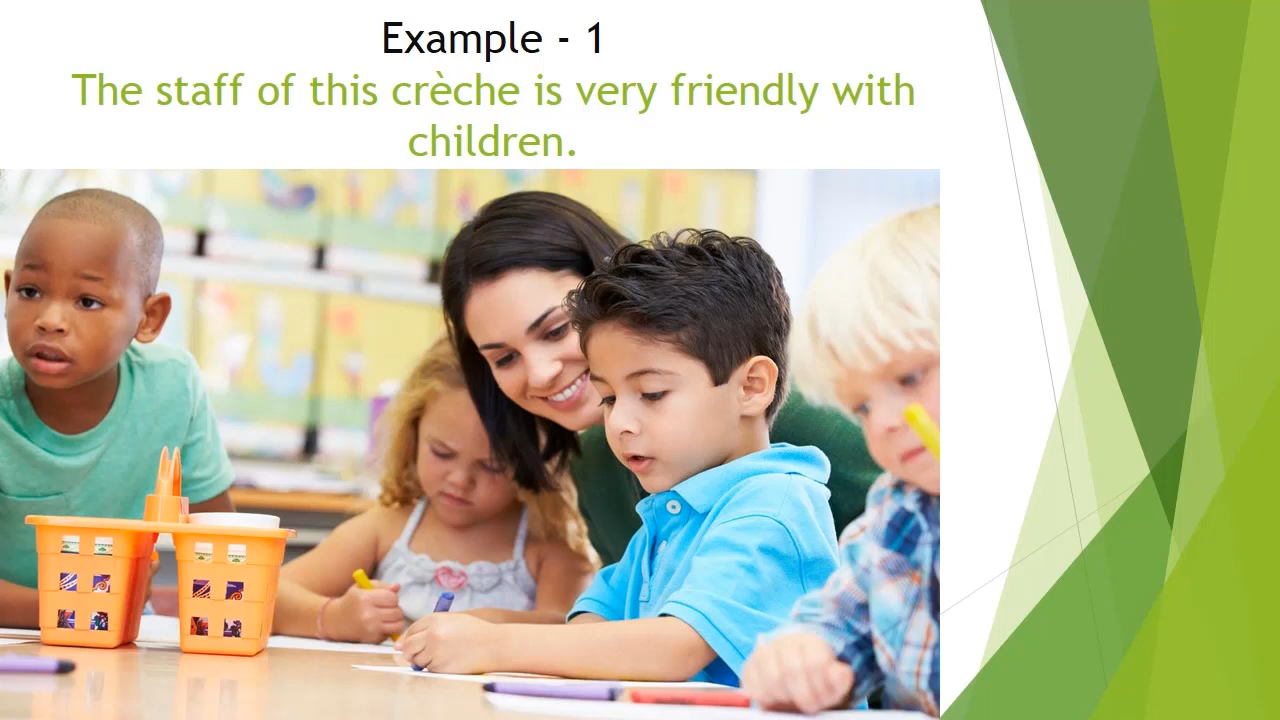 Example - 1
The staff of this crèche is very friendly with
children.